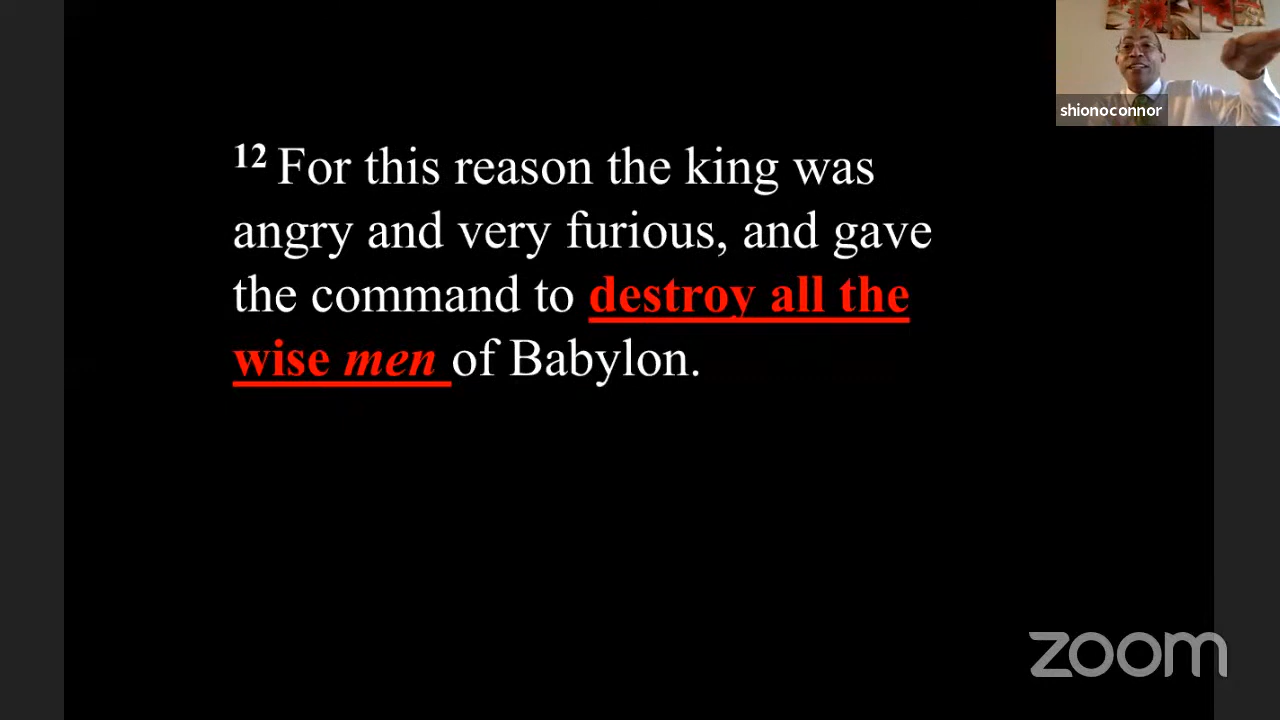 shionoconnor
12 For this reason the king was
angry and very furious, and gave
the command to destroy all the
wise men of Babylon.
zoom